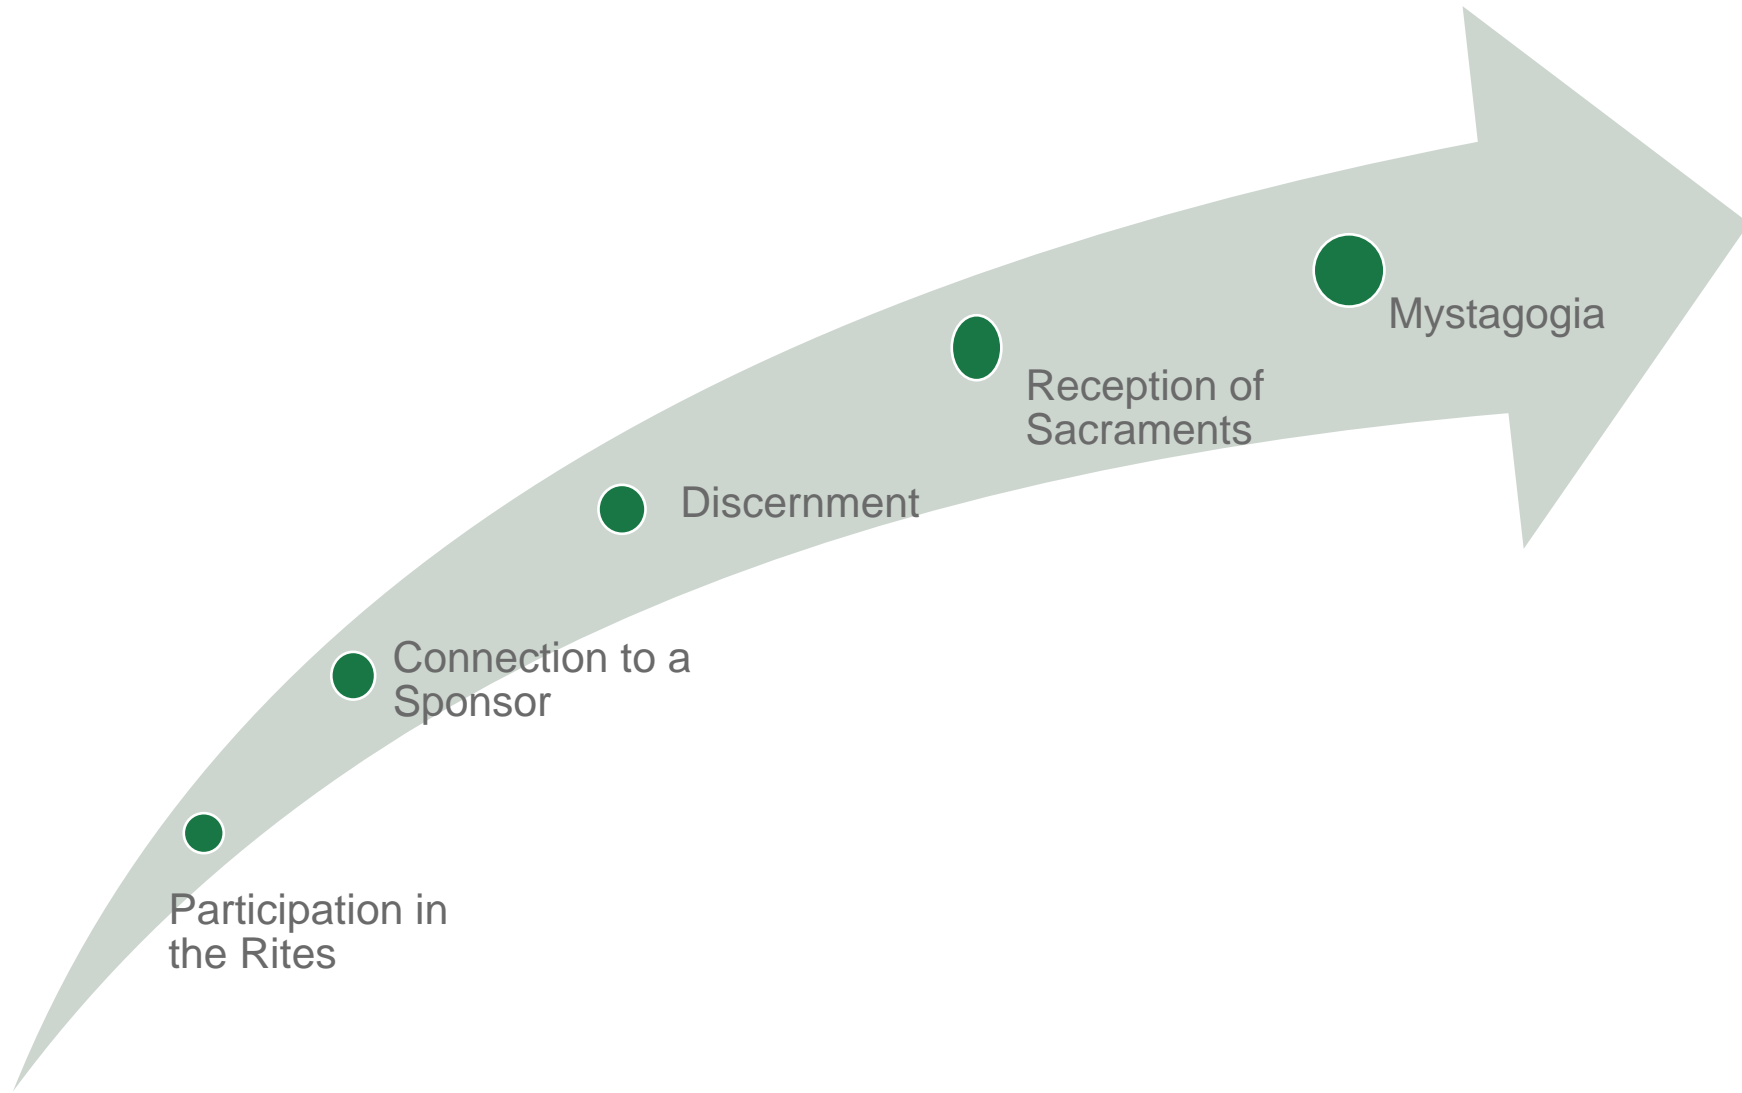 Mystagogia
Reception of
Sacraments
Discernment
Connection to a
Sponsor
Participation in
the Rites